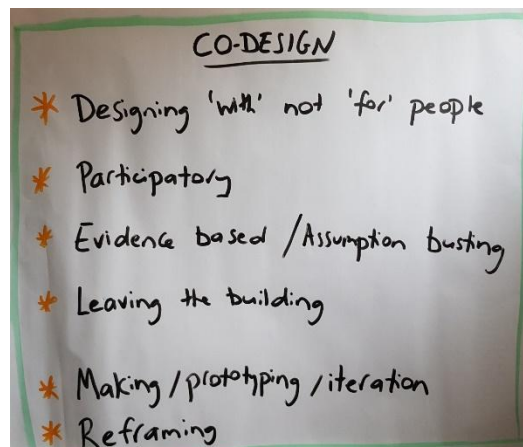 CO-DESIGN
* Designing 'with' not 'for' people
* Participatory
* Evidence based / Assumption busting
* Leaving the building
* Making / prototyping / iteration
* Reframing